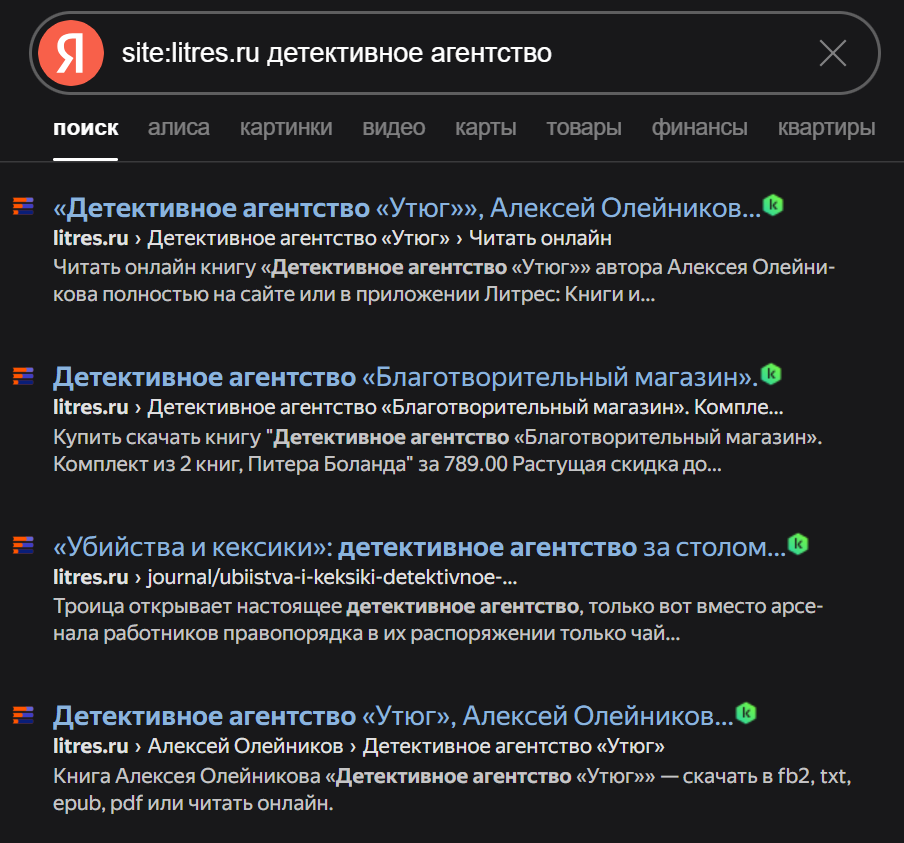 Я site:litres.ru детективное агентство
поиск алиса картинки видео карты товары финансы квартиры
«Детективное агентство «Утюг»», Алексей Олейников...
litres.ru › Детективное агентство «Утюг» › Читать онлайн
Читать онлайн книгу «Детективное агентство «Утюг»» автора Алексея Олейни-
кова полностью на сайте или в приложении Литрес: Книги и...
Детективное агентство «Благотворительный магазин».
litres.ru › Детективное агентство «Благотворительный магазин». Компле...
Купить скачать книгу "Детективное агентство «Благотворительный магазин».
Комплект из 2 книг, Питера Боланда" за 789.00 Растущая скидка до...
«Убийства и кексики»: детективное агентство за столом...
litres.ru › journal/ubiistva-i-keksiki-detektivnoe-...
Троица открывает настоящее детективное агентство, только вот вместо арсе-
нала работников правопорядка в их распоряжении только чай...
Детективное агентство «Утюг», Алексей Олейников...
litres.ru › Алексей Олейников › Детективное агентство «Утюг»
Книга Алексея Олейникова «Детективное агентство «Утюг»» — скачать в fb2, txt,
epub, pdf или читать онлайн.